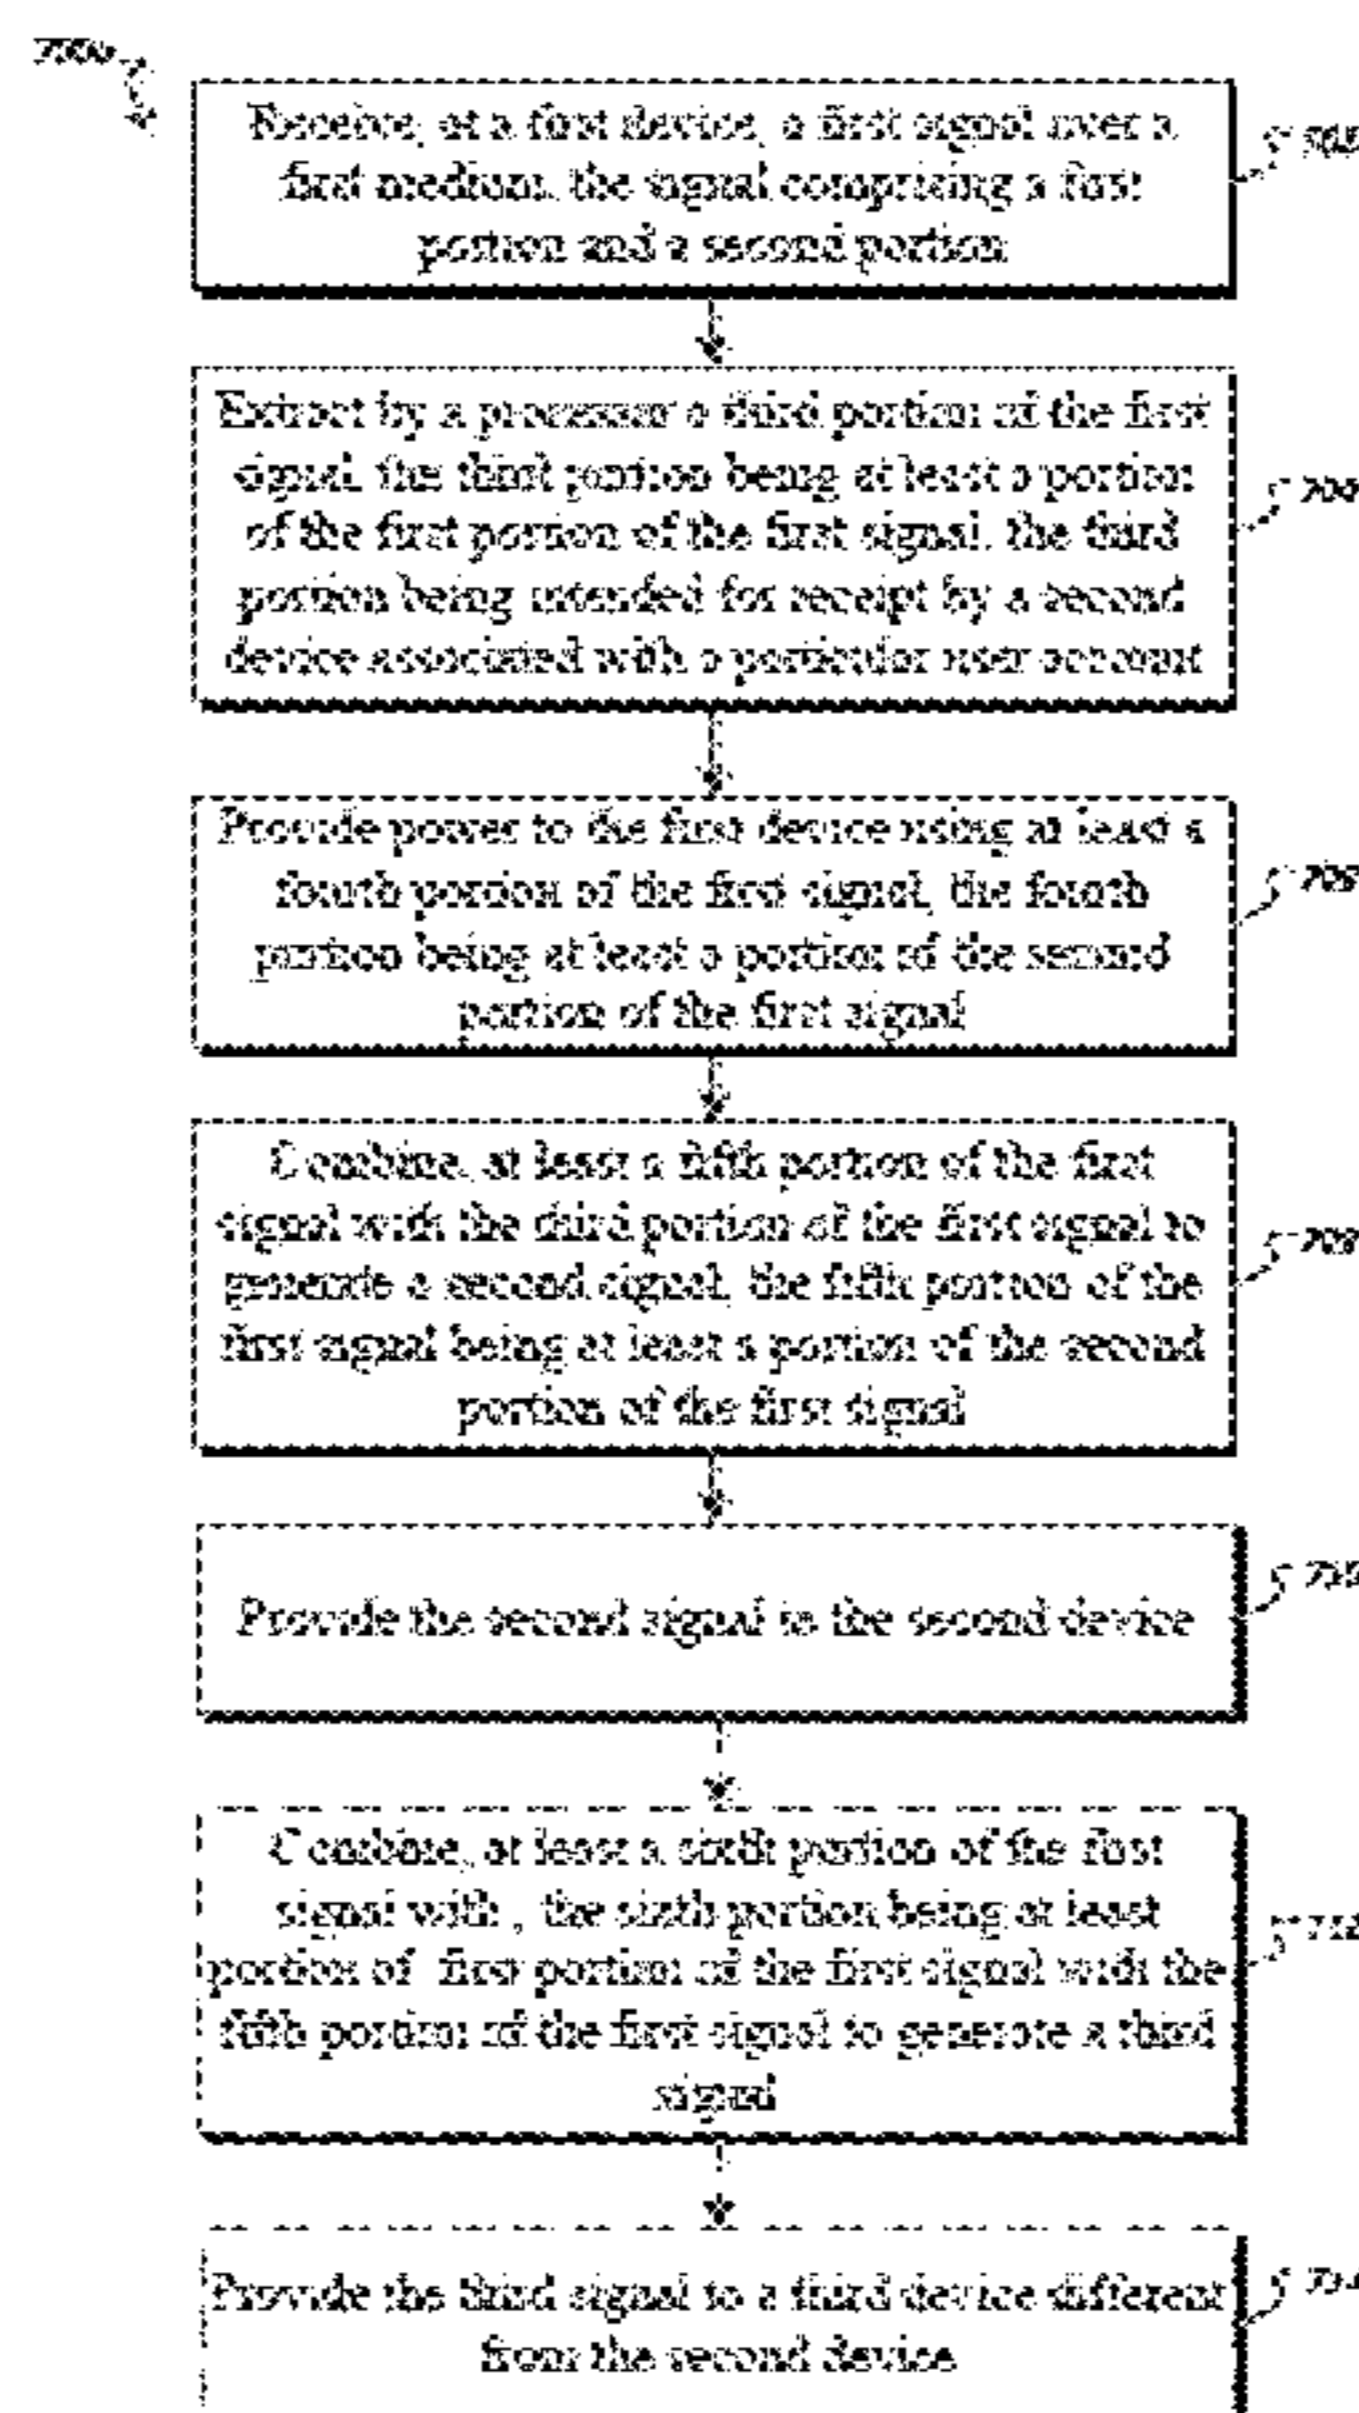 7000
Receive, at a first device, a first signal over a
first medium, the signal comprising a first
portion and a second portion
Extract by a processor a third portion of the first
signal, the third portion being at least a portion
of the first portion of the first signal, the third
portion being intended for receipt by a second
device associated with a particular user account
Provide power to the first device using at least a
fourth portion of the first signal, the fourth
portion being at least a portion of the second
portion of the first signal
Combine, at least a fifth portion of the first
signal with the third portion of the first signal to
generate a second signal, the fifth portion of the
first signal being at least a portion of the second
portion of the first signal
Provide the second signal to the second device
Combine, at least a sixth portion of the first
signal with , the sixth portion being at least
portion of first portion of the first signal with the
fifth portion of the first signal to generate a third
signal
Provide the third signal to a third device different
from the second device